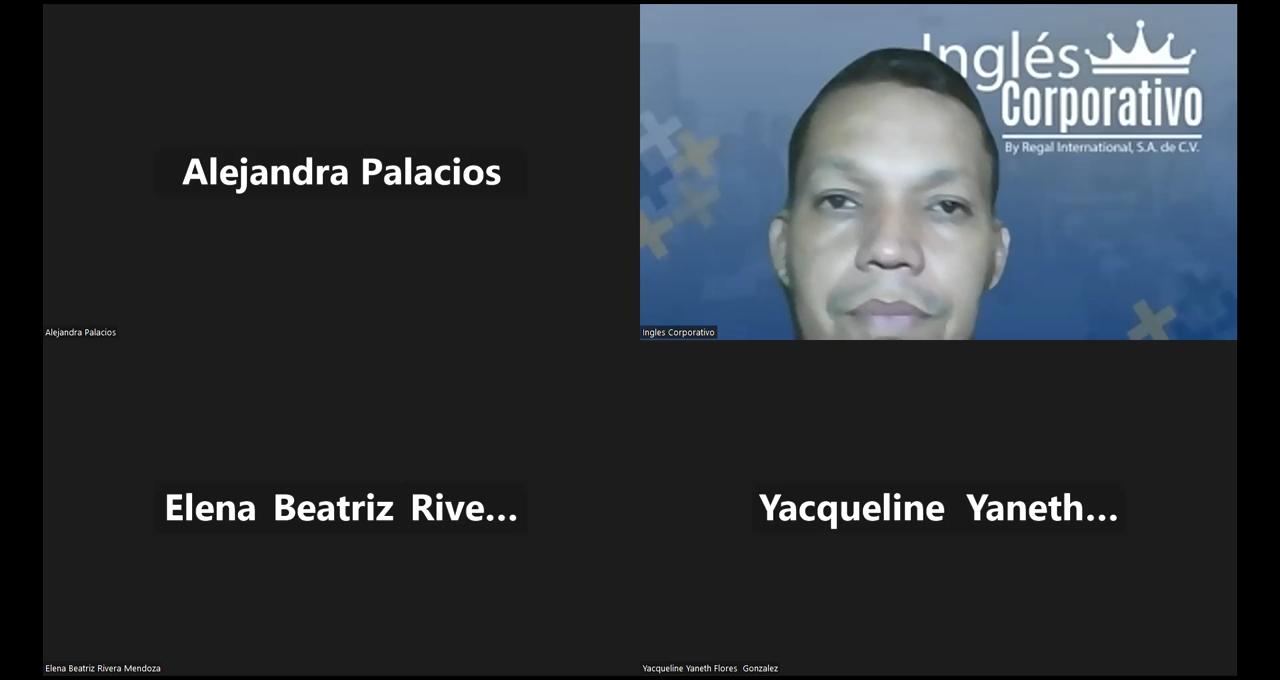 Alejandra Palacios
Alejandra Palacios
Inglés
Corporativo
By Regal International, S.A. de C.V.
Ingles Corporativo
Elena Beatriz Rive...
Elena Beatriz Rivera Mendoza
Yacqueline Yaneth...
Yacqueline Yaneth Flores Gonzalez